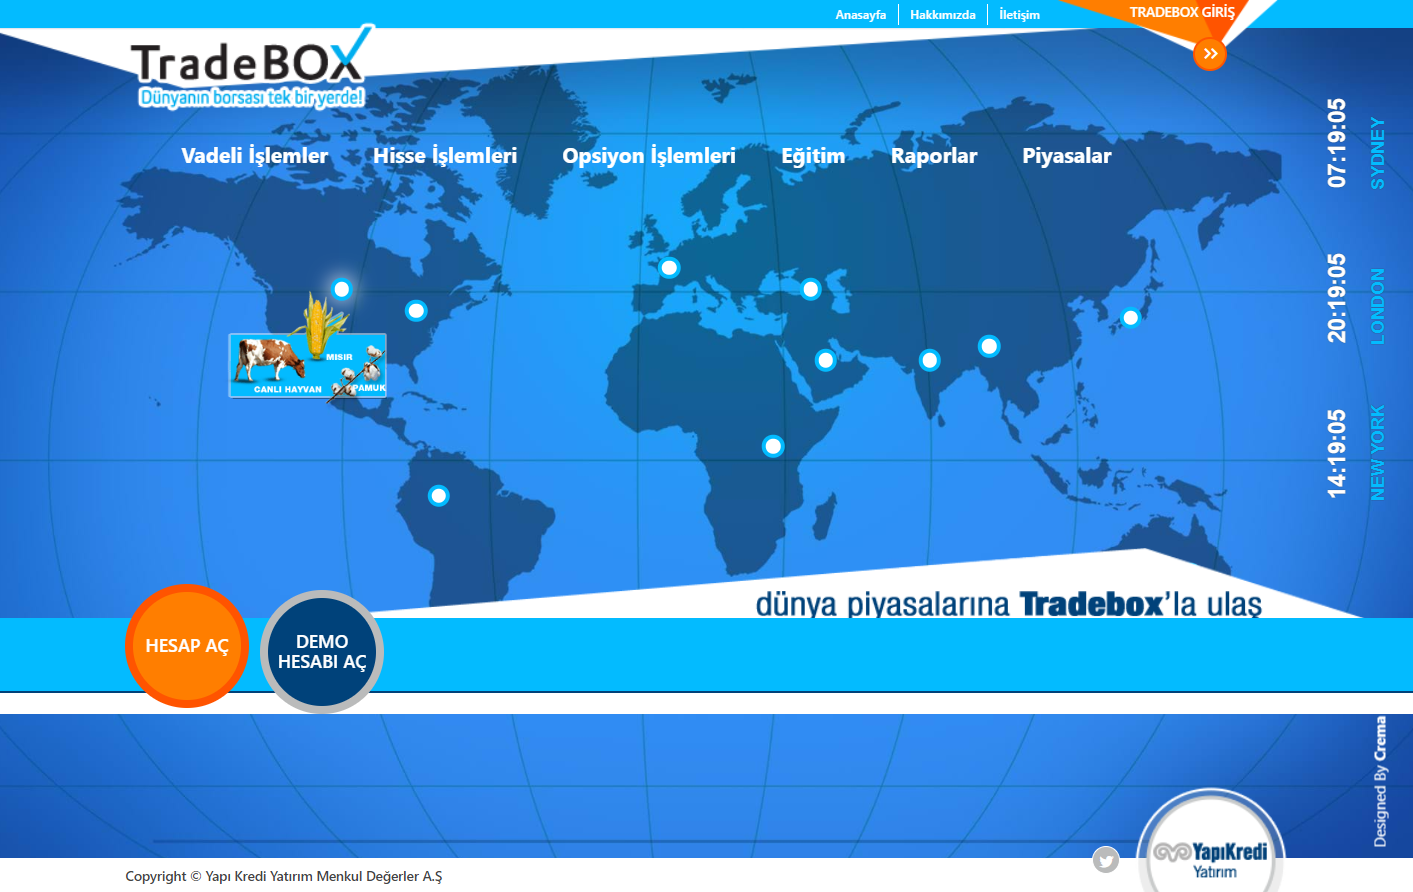 Anasayfa
Hakkımızda
İletişim
TRADEBOX GİRİŞ
TradeBOX
Dünyanın borsası tek bir yerde!
Vadeli İşlemler
Hisse İşlemleri
Opsiyon İşlemleri
Eğitim
Raporlar
Piyasalar
07:19:05
SYDNEY
20:19:05
LONDON
14:19:05
NEW YORK
MISIR
CANLI HAYVAN
PAMUK
dünya piyasalarına Tradebox'la ulaş
HESAP AÇ
DEMO
HESABI AÇ
Designed By Crema
YapıKredi
Yatırım
Copyright © Yapı Kredi Yatırım Menkul Değerler A.Ş